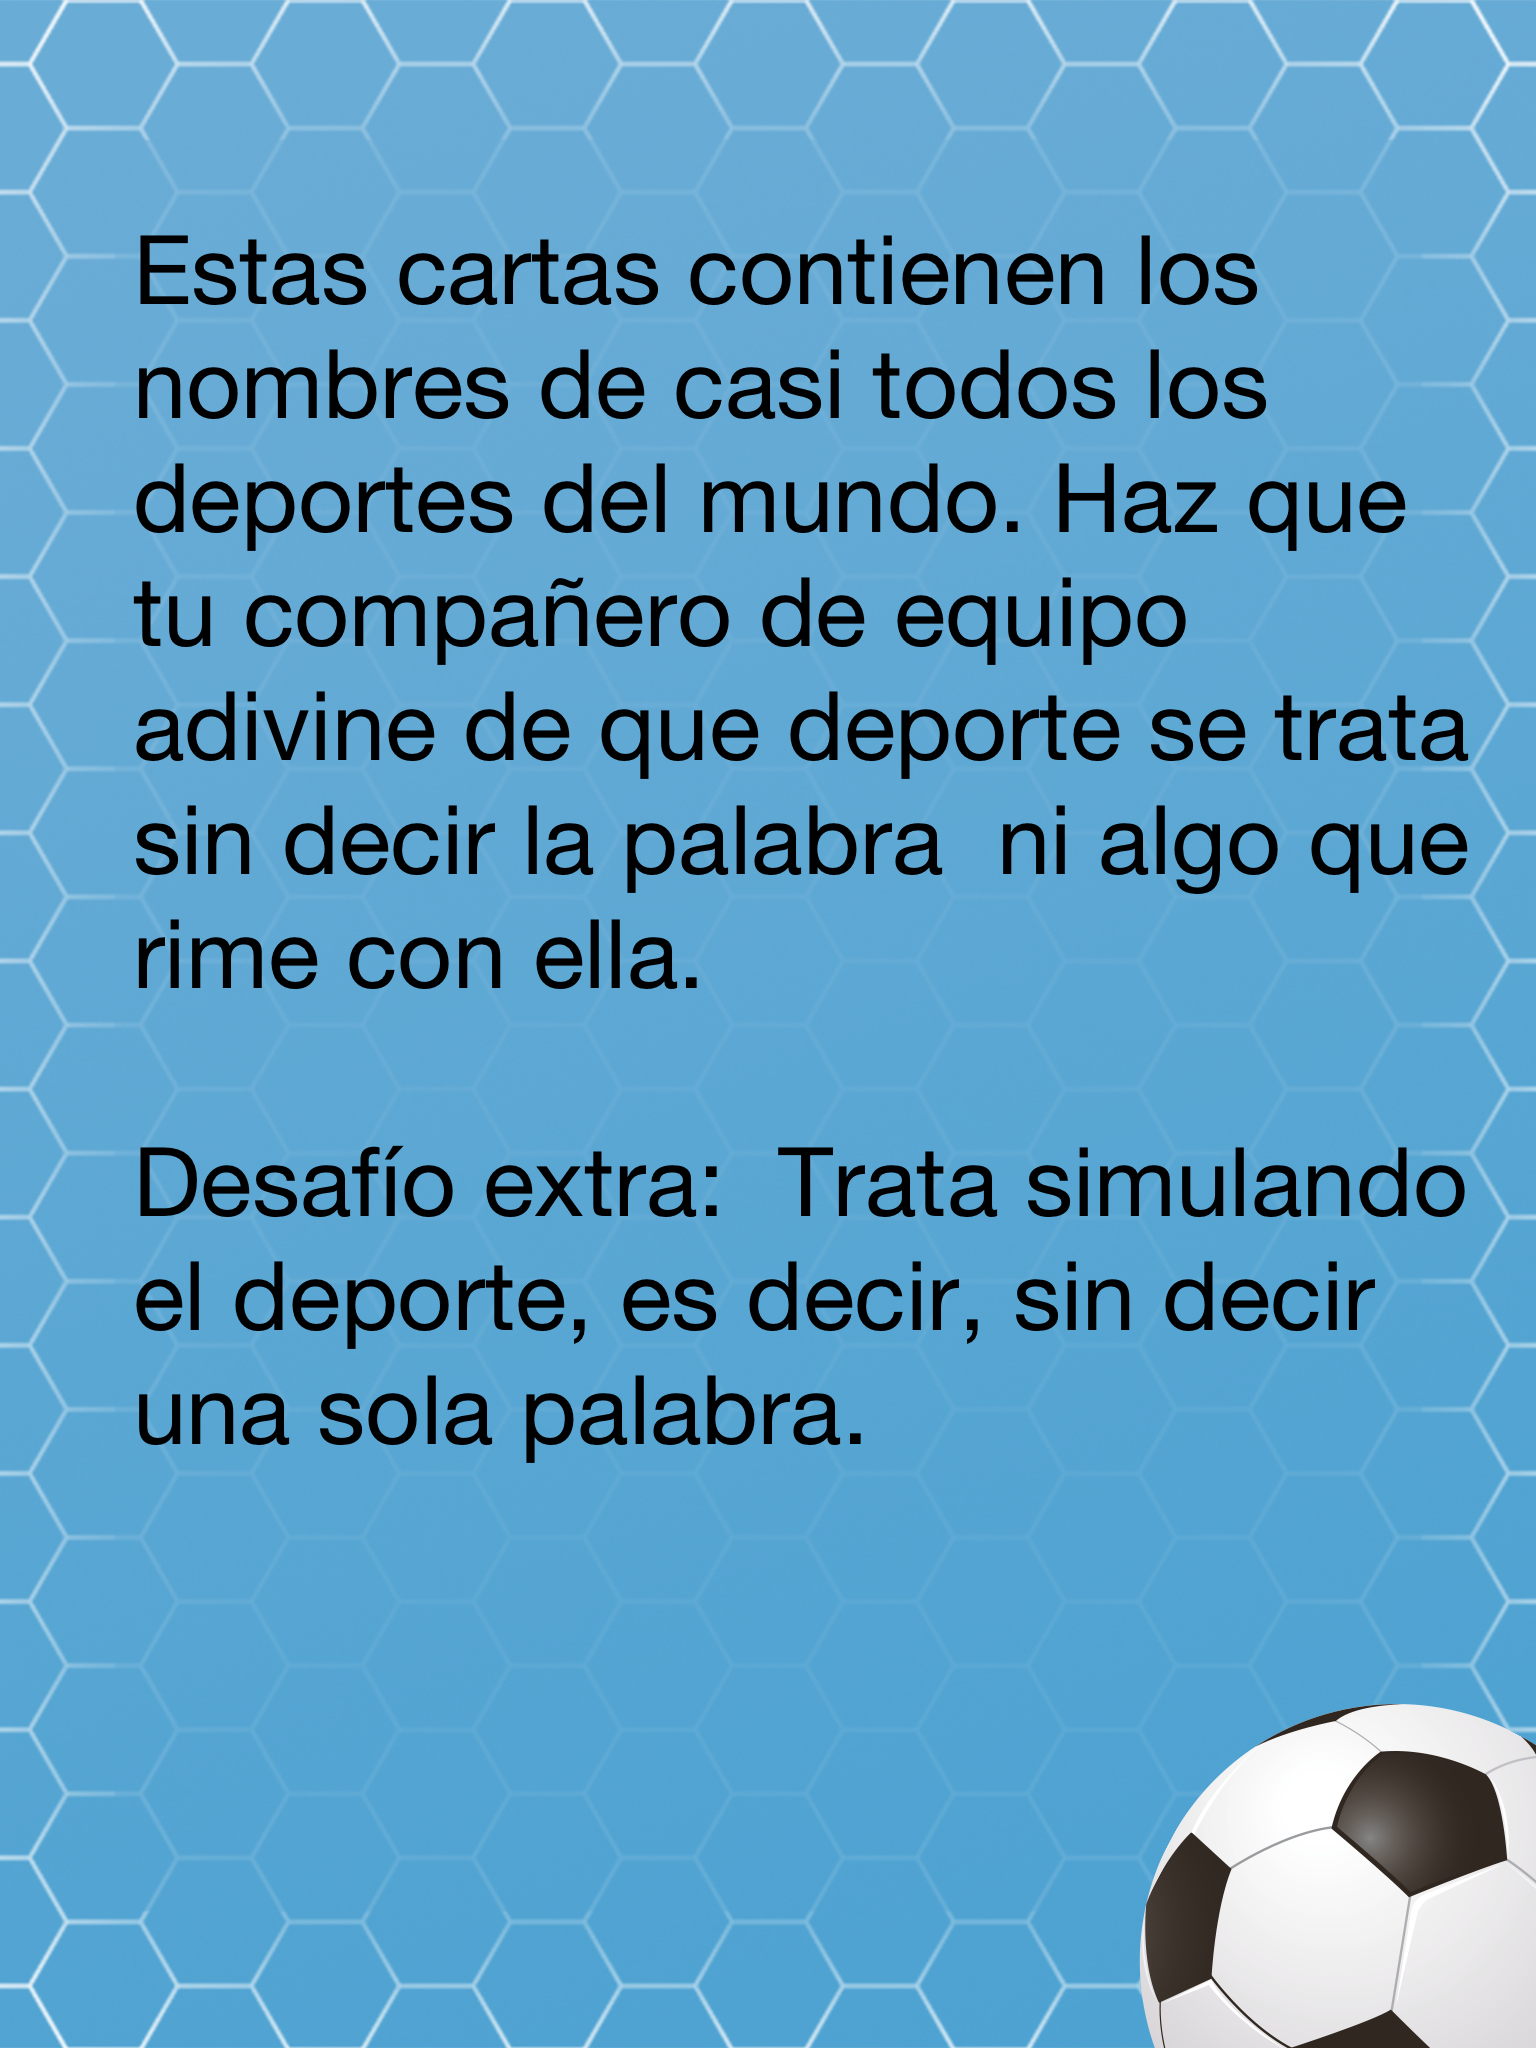 Estas cartas contienen los
nombres de casi todos los
deportes del mundo. Haz que
tu compañero de equipo
adivine de que deporte se trata
sin decir la palabra  ni algo que
rime con ella.

Desafío extra:  Trata simulando
el deporte, es decir, sin decir
una sola palabra.